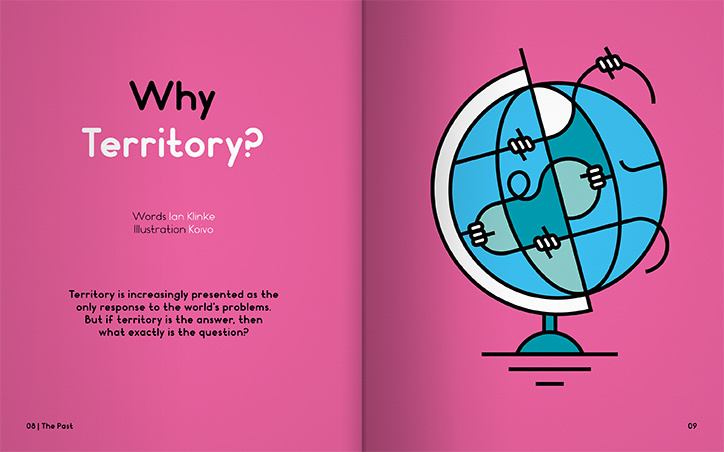 Why
Territory?
Words Ian Klinke
Illustration Koivo
Territory is increasingly presented as the
only response to the world's problems.
But if territory is the answer, then
what exactly is the question?
08 | The Past
09